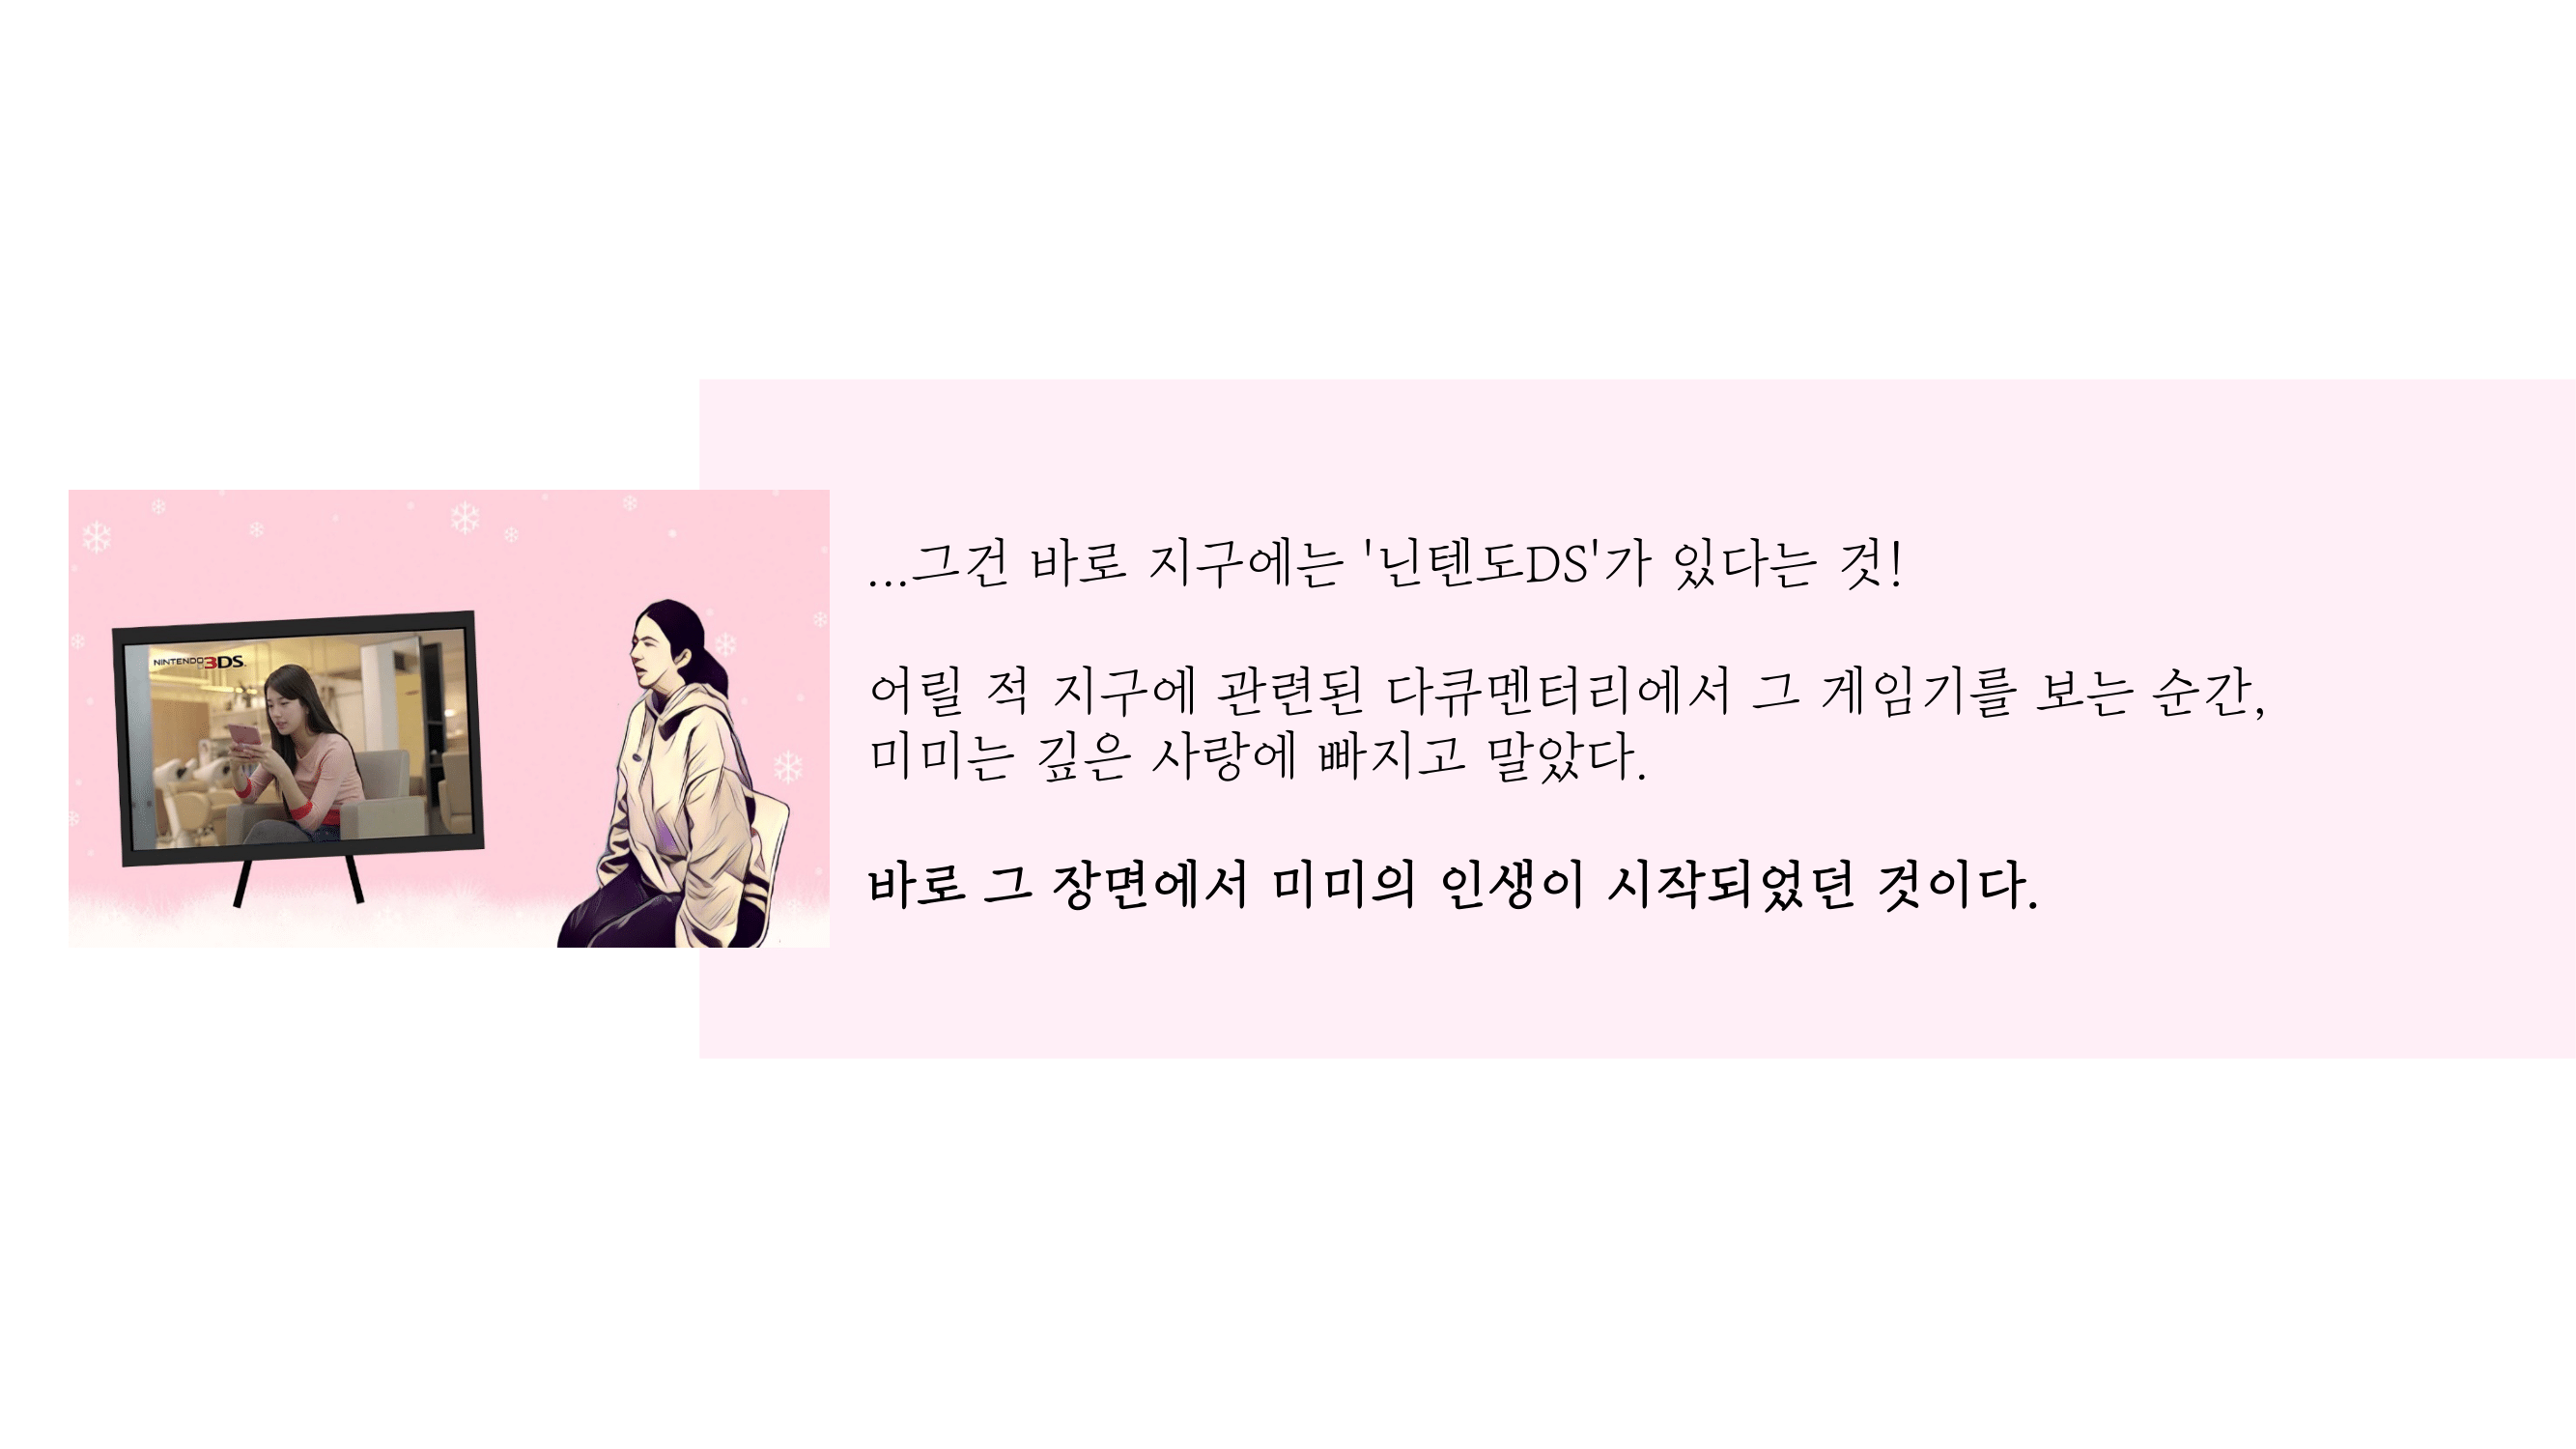 NINTENDO3DS.
...그건 바로 지구에는 '닌텐도DS'가 있다는 것!
어릴 적 지구에 관련된 다큐멘터리에서 그 게임기를 보는 순간,
미미는 깊은 사랑에 빠지고 말았다.
바로 그 장면에서 미미의 인생이 시작되었던 것이다.